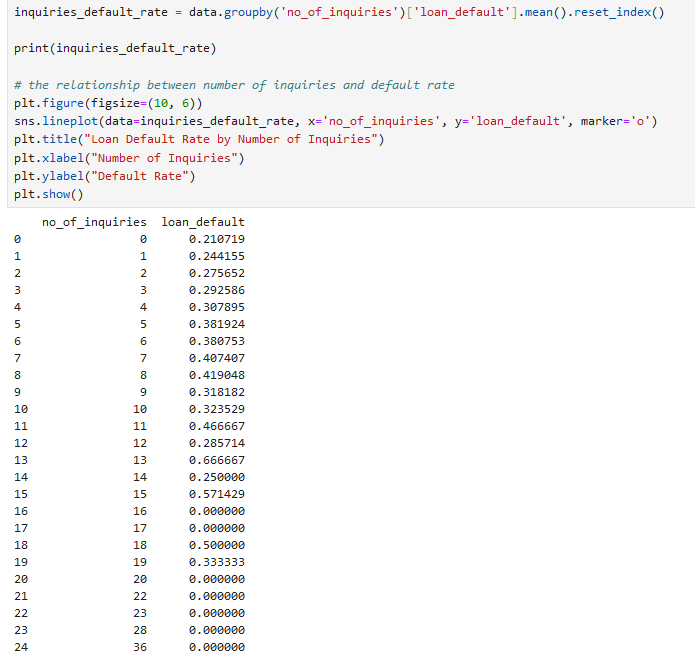 inquiries_default_rate = data.groupby('no_of_inquiries')['loan_default'].mean().reset_index()
print(inquiries_default_rate)
# the relationship between number of inquiries and default rate
plt.figure(figsize=(10, 6))
sns.lineplot(data=inquiries_default_rate, x='no_of_inquiries', y='loan_default', marker='o')
plt.title("Loan Default Rate by Number of Inquiries")
plt.xlabel("Number of Inquiries")
plt.ylabel("Default Rate")
plt.show()
no_of_inquiries loan_default
0 0 0.210719
1 1 0.244155
2 2 0.275652
3 3 0.292586
4 4 0.307895
5 5 0.381924
6 6 0.380753
7 7 0.407407
8 8 0.419048
9 9 0.318182
10 10 0.323529
11 11 0.466667
12 12 0.285714
13 13 0.666667
14 14 0.250000
15 15 0.571429
16 16 0.000000
17 17 0.000000
18 18 0.500000
19 19 0.333333
20 20 0.000000
21 22 0.000000
22 23 0.000000
23 28 0.000000
24 36 0.000000